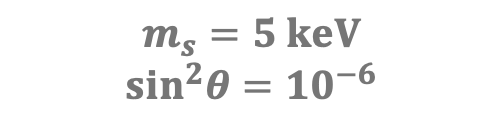 mₛ = 5 keV
sin²θ = 10⁻⁶